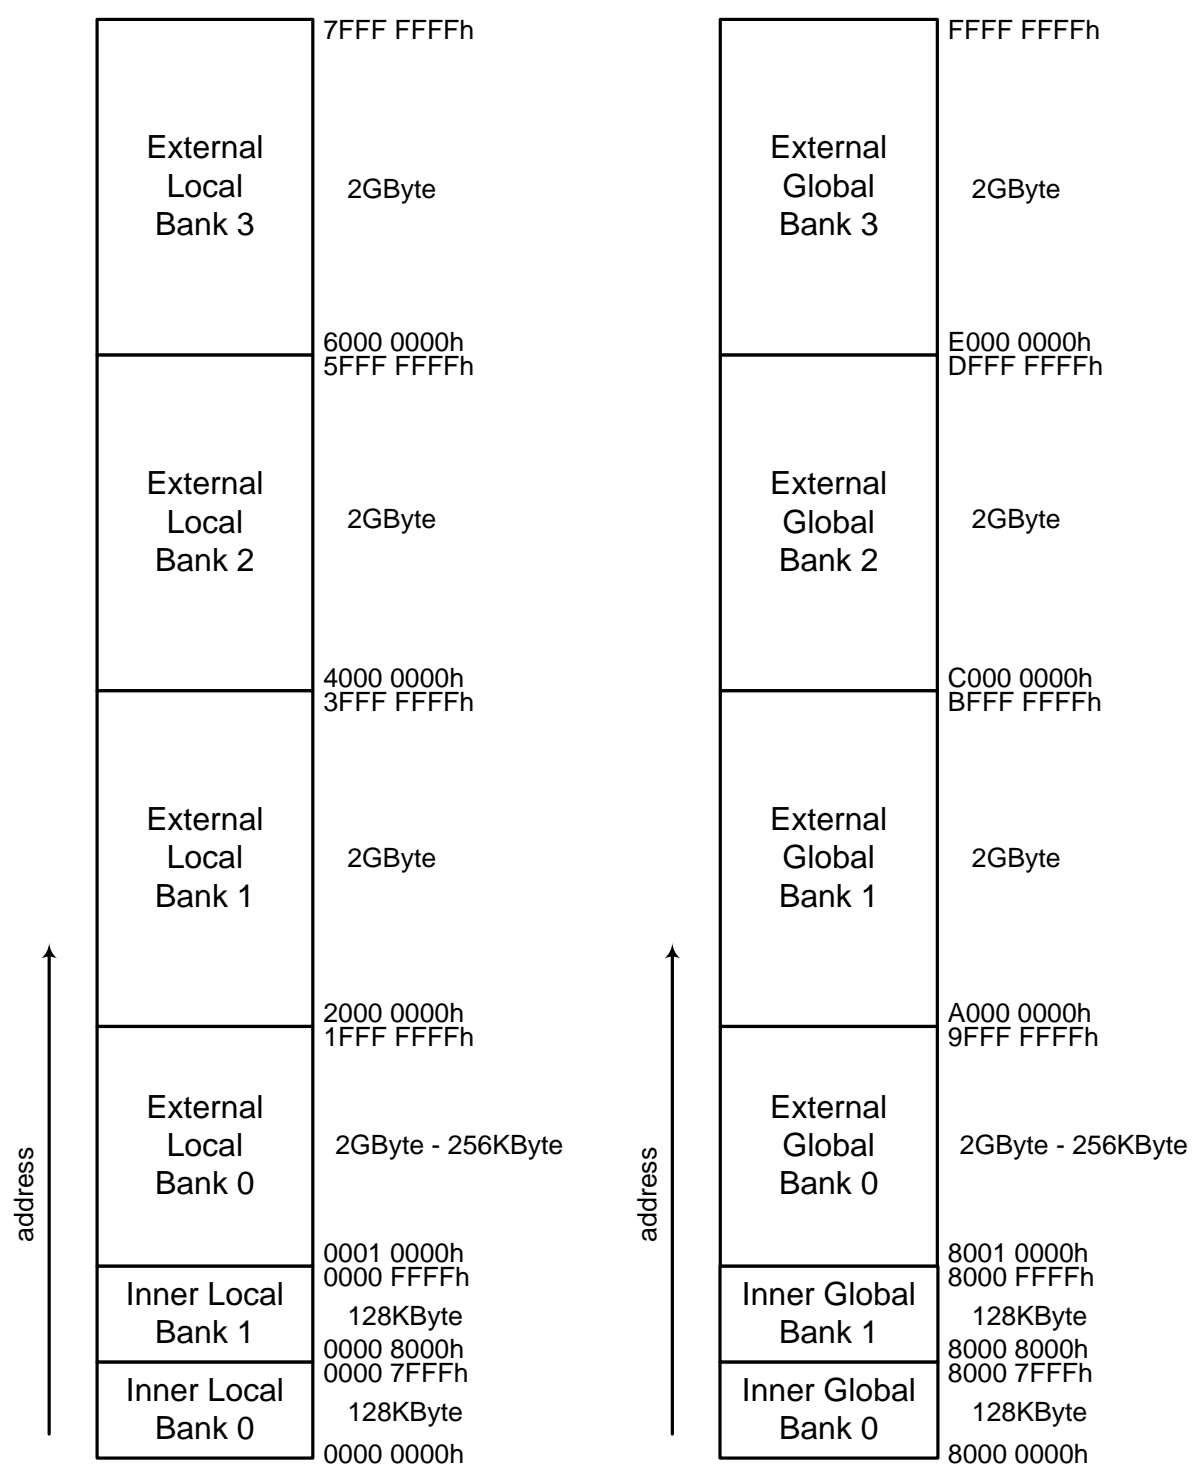 7FFF FFFFh
External
Local
Bank 3
2GByte
6000 0000h
5FFF FFFFh
External
Local
Bank 2
2GByte
4000 0000h
3FFF FFFFh
External
Local
Bank 1
2GByte
2000 0000h
1FFF FFFFh
External
Local
Bank 0
2GByte - 256KByte
0001 0000h
0000 FFFFh
Inner Local
Bank 1
128KByte
0000 8000h
0000 7FFFh
Inner Local
Bank 0
128KByte
0000 0000h
address
FFFF FFFFh
External
Global
Bank 3
2GByte
E000 0000h
DFFF FFFFh
External
Global
Bank 2
2GByte
C000 0000h
BFFF FFFFh
External
Global
Bank 1
2GByte
A000 0000h
9FFF FFFFh
External
Global
Bank 0
2GByte - 256KByte
8001 0000h
8000 FFFFh
Inner Global
Bank 1
128KByte
8000 8000h
8000 7FFFh
Inner Global
Bank 0
128KByte
8000 0000h
address